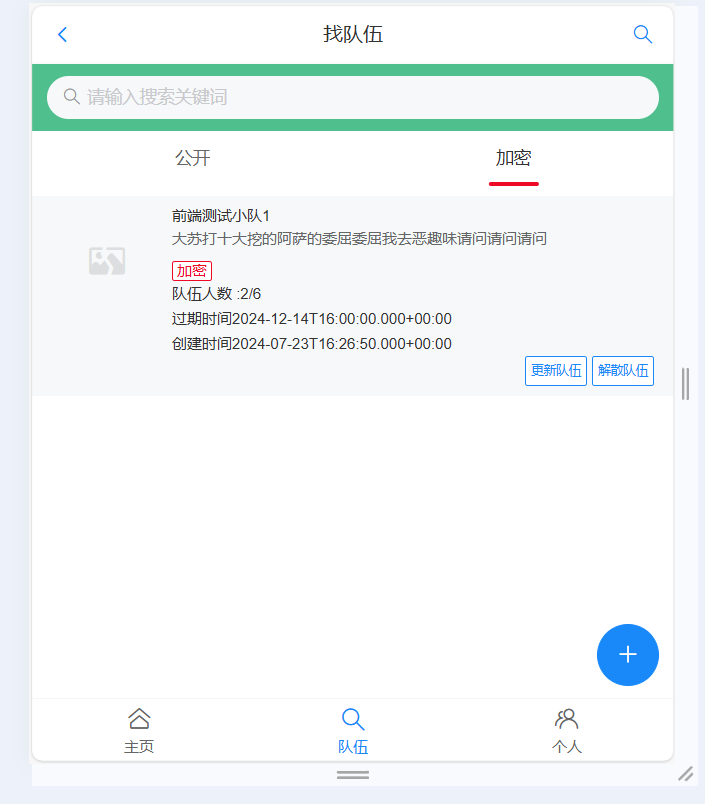 找队伍
请输入搜索关键词
公开
加密
前端测试小队1
大苏打十大挖的阿萨的委屈委屈我去恶趣味请问请问请问
加密
队伍人数 :2/6
过期时间2024-12-14T16:00:00.000+00:00
创建时间2024-07-23T16:26:50.000+00:00
更新队伍 解散队伍
主页 队伍 个人